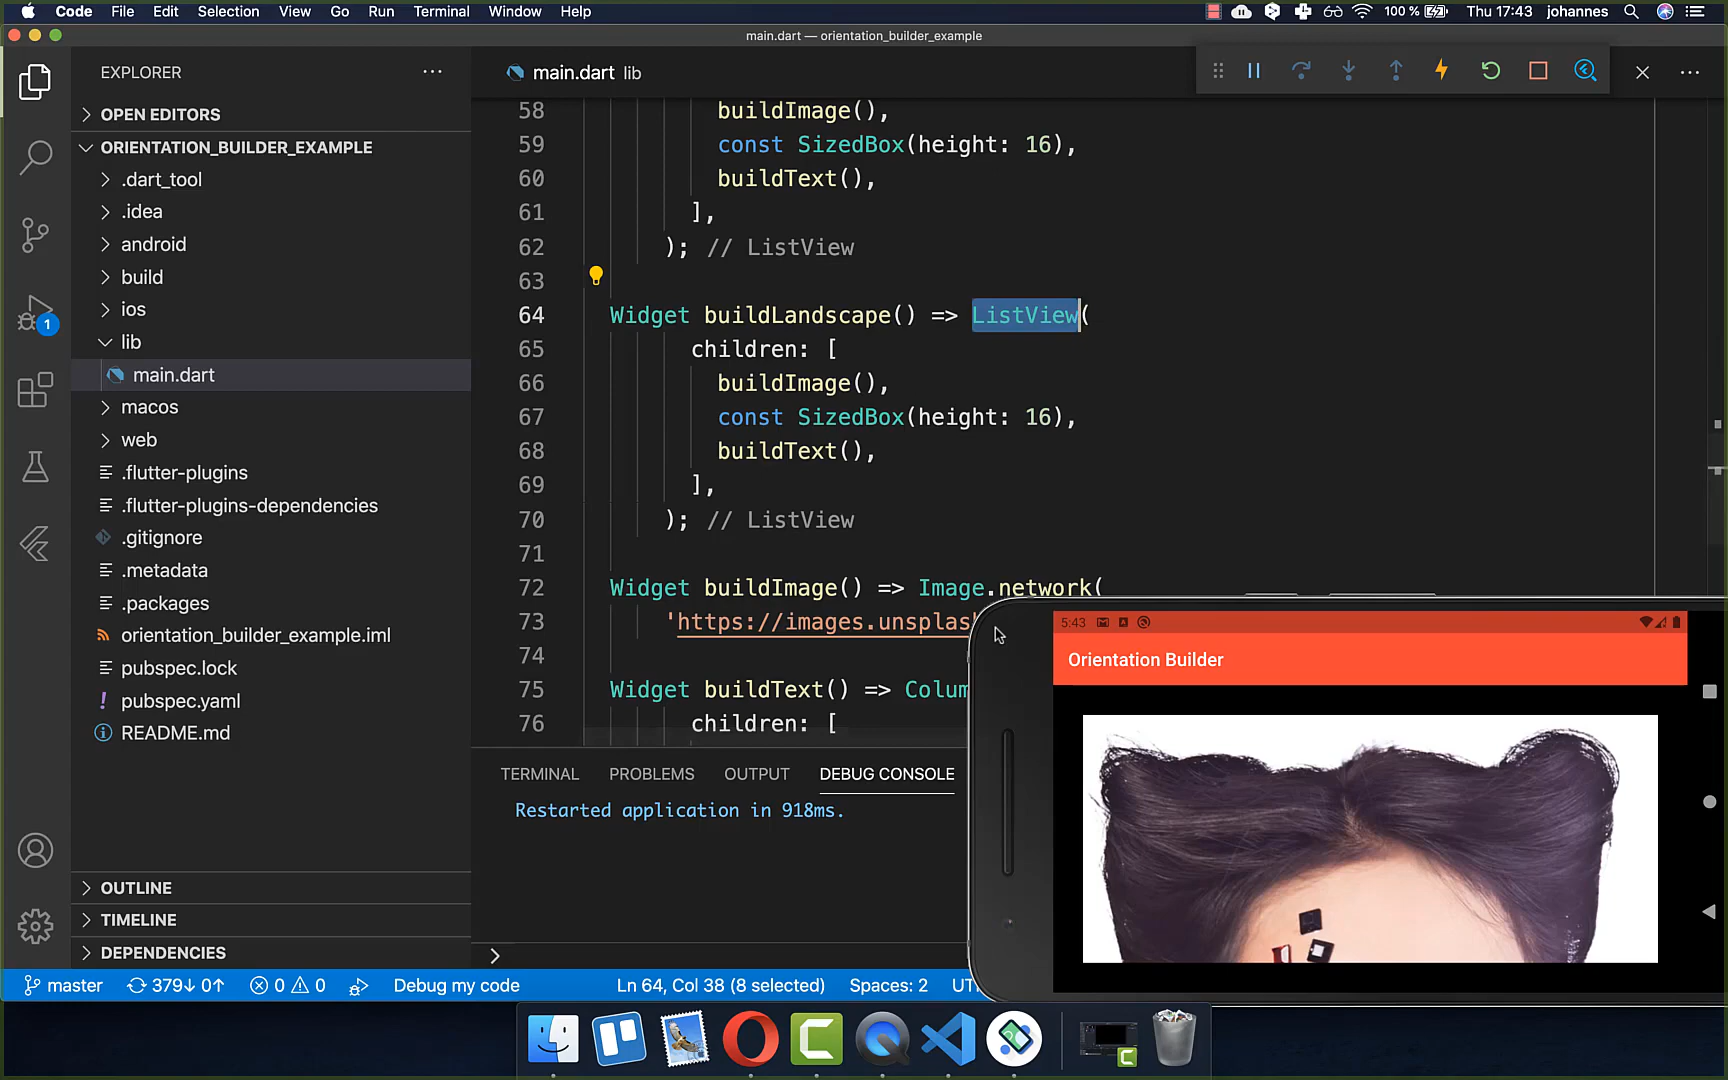 Code File Edit Selection View Go Run Terminal Window Help 100 % Thu 17:43 johannes
main.dart — orientation_builder_example
EXPLORER
OPEN EDITORS
ORIENTATION_BUILDER_EXAMPLE
.dart_tool
.idea
android
build
ios
lib
main.dart
macos
web
.flutter-plugins
.flutter-plugins-dependencies
.gitignore
.metadata
.packages
orientation_builder_example.iml
pubspec.lock
pubspec.yaml
README.md
OUTLINE
TIMELINE
DEPENDENCIES
1
main.dart lib
58 buildImage(),
59 const SizedBox(height: 16),
60 buildText(),
61 ],
62 ); // ListView
63
64 Widget buildLandscape() => ListView(
65 children: [
66 buildImage(),
67 const SizedBox(height: 16),
68 buildText(),
69 ],
70 ); // ListView
71
72 Widget buildImage() => Image.network(
73 'https://images.unsplas
74
75 Widget buildText() => Colum
76 children: [
TERMINAL PROBLEMS OUTPUT DEBUG CONSOLE
Restarted application in 918ms.
5:43
Orientation Builder
master 379↓ 0↑ 0 0 Debug my code Ln 64, Col 38 (8 selected) Spaces: 2 UT